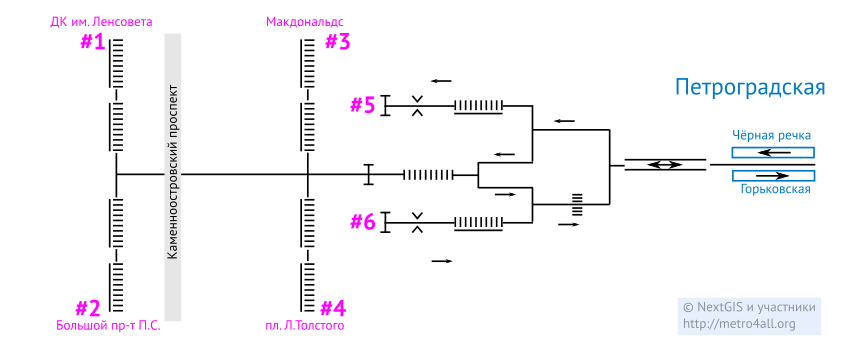 ДК им. Ленсовета
#1
Макдональдс
#3
Каменноостровский проспект
#5
Петроградская
Чёрная речка
Горьковская
#6
#2
Большой пр-т П.С.
#4
пл. Л.Толстого
© NextGIS и участники
http://metro4all.org